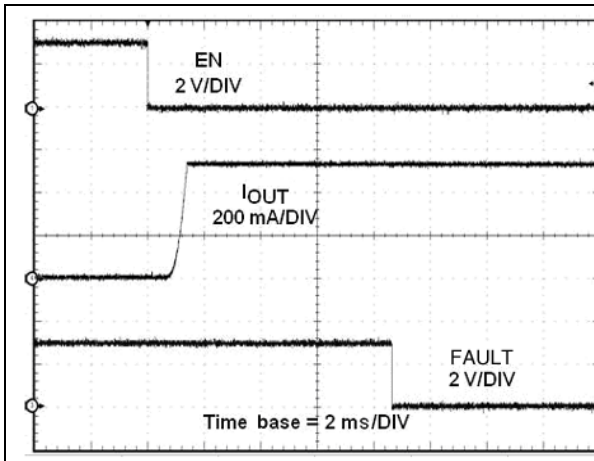 EN
2 V/DIV
IOUT
200 mA/DIV
FAULT
2 V/DIV
Time base = 2 ms/DIV